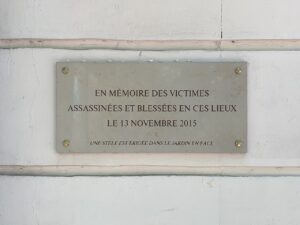 EN MÉMOIRE DES VICTIMES
ASSASSINÉES ET BLESSÉES EN CES LIEUX
LE 13 NOVEMBRE 2015
UNE STÈLE EST ÉRIGÉE DANS LE JARDIN EN FACE